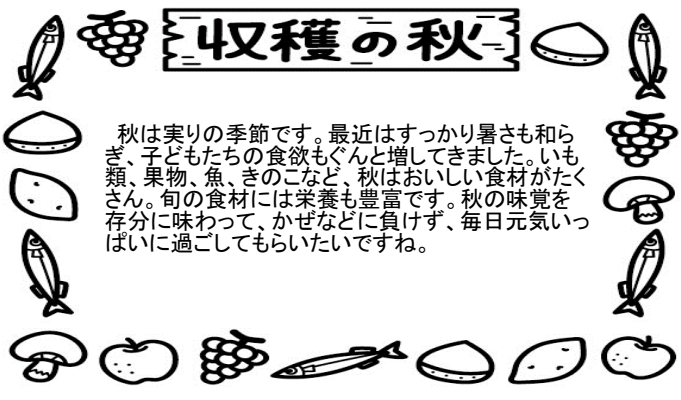 収穫の秋
秋は実りの季節です。最近はすっかり暑さも和ら
ぎ、子どもたちの食欲もぐんと増してきました。いも
類、果物、魚、きのこなど、秋はおいしい食材がたく
さん。旬の食材には栄養も豊富です。秋の味覚を
存分に味わって、かぜなどに負けず、毎日元気いっ
ぱいに過ごしてもらいたいですね。